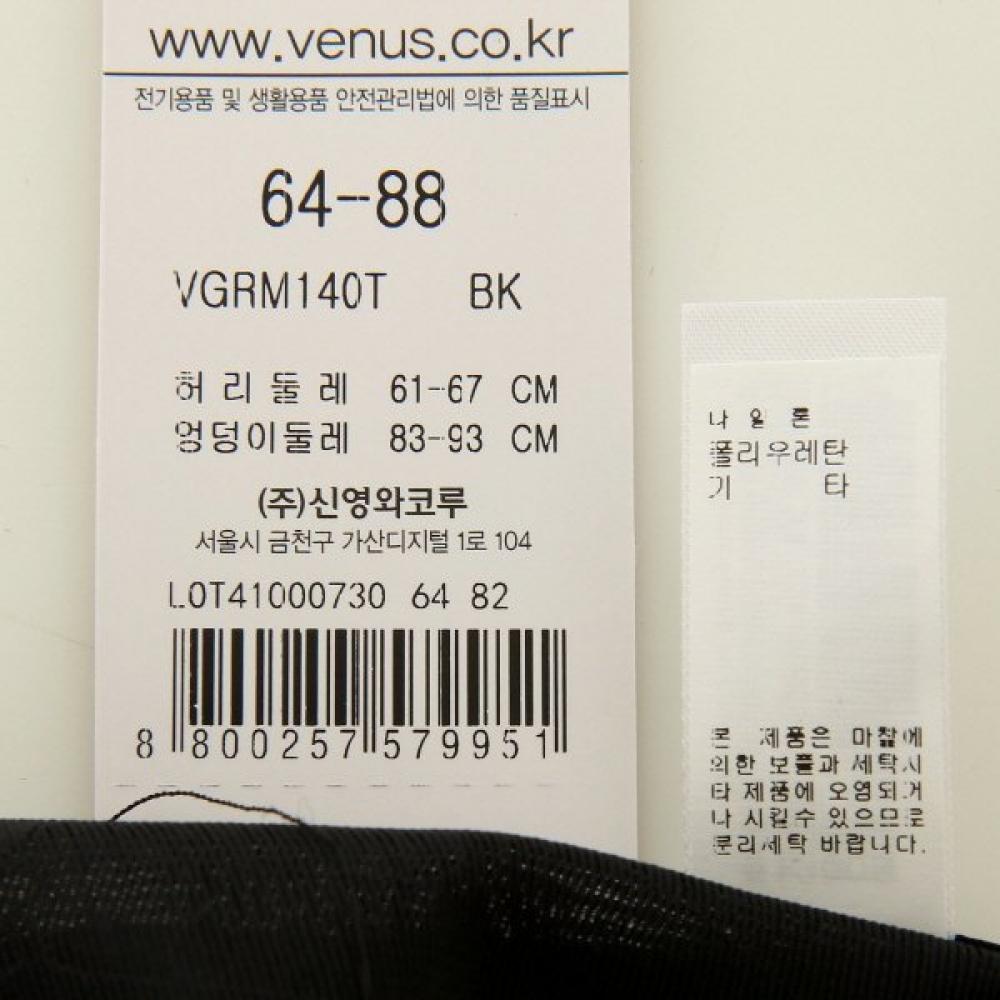 www.venus.co.kr
전기용품 및 생활용품 안전관리법에 의한 품질표시
64-88
VGRM140T BK
허리둘레 61-67 CM
엉덩이둘레 83-93 CM
(주)신영와코루
서울시 금천구 가산디지털 1로 104
LOT41000730 64 82
8 800257 579951
나일론
폴리우레탄
기타
본 제품은 마찰에
의한 보풀과 세탁시
타 제품에 오염되거
나 시킬수 있으므로
분리세탁 바랍니다.